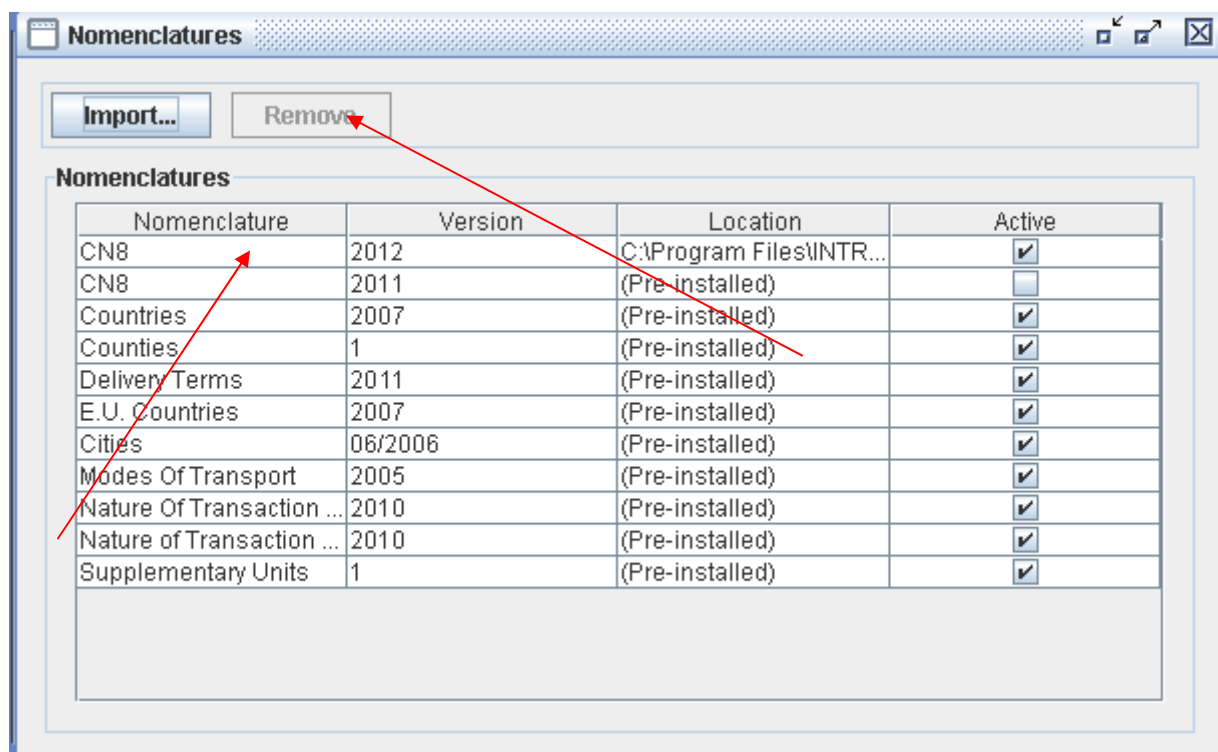 Nomenclatures
Import... Remove
Nomenclatures
Nomenclature Version Location Active
CN8 2012 C:\Program Files\INTR...
CN8 2011 (Pre-installed)
Countries 2007 (Pre-installed)
Counties 1 (Pre-installed)
Delivery Terms 2011 (Pre-installed)
E.U. Countries 2007 (Pre-installed)
Cities 06/2006 (Pre-installed)
Modes Of Transport 2005 (Pre-installed)
Nature Of Transaction ... 2010 (Pre-installed)
Nature of Transaction ... 2010 (Pre-installed)
Supplementary Units 1 (Pre-installed)